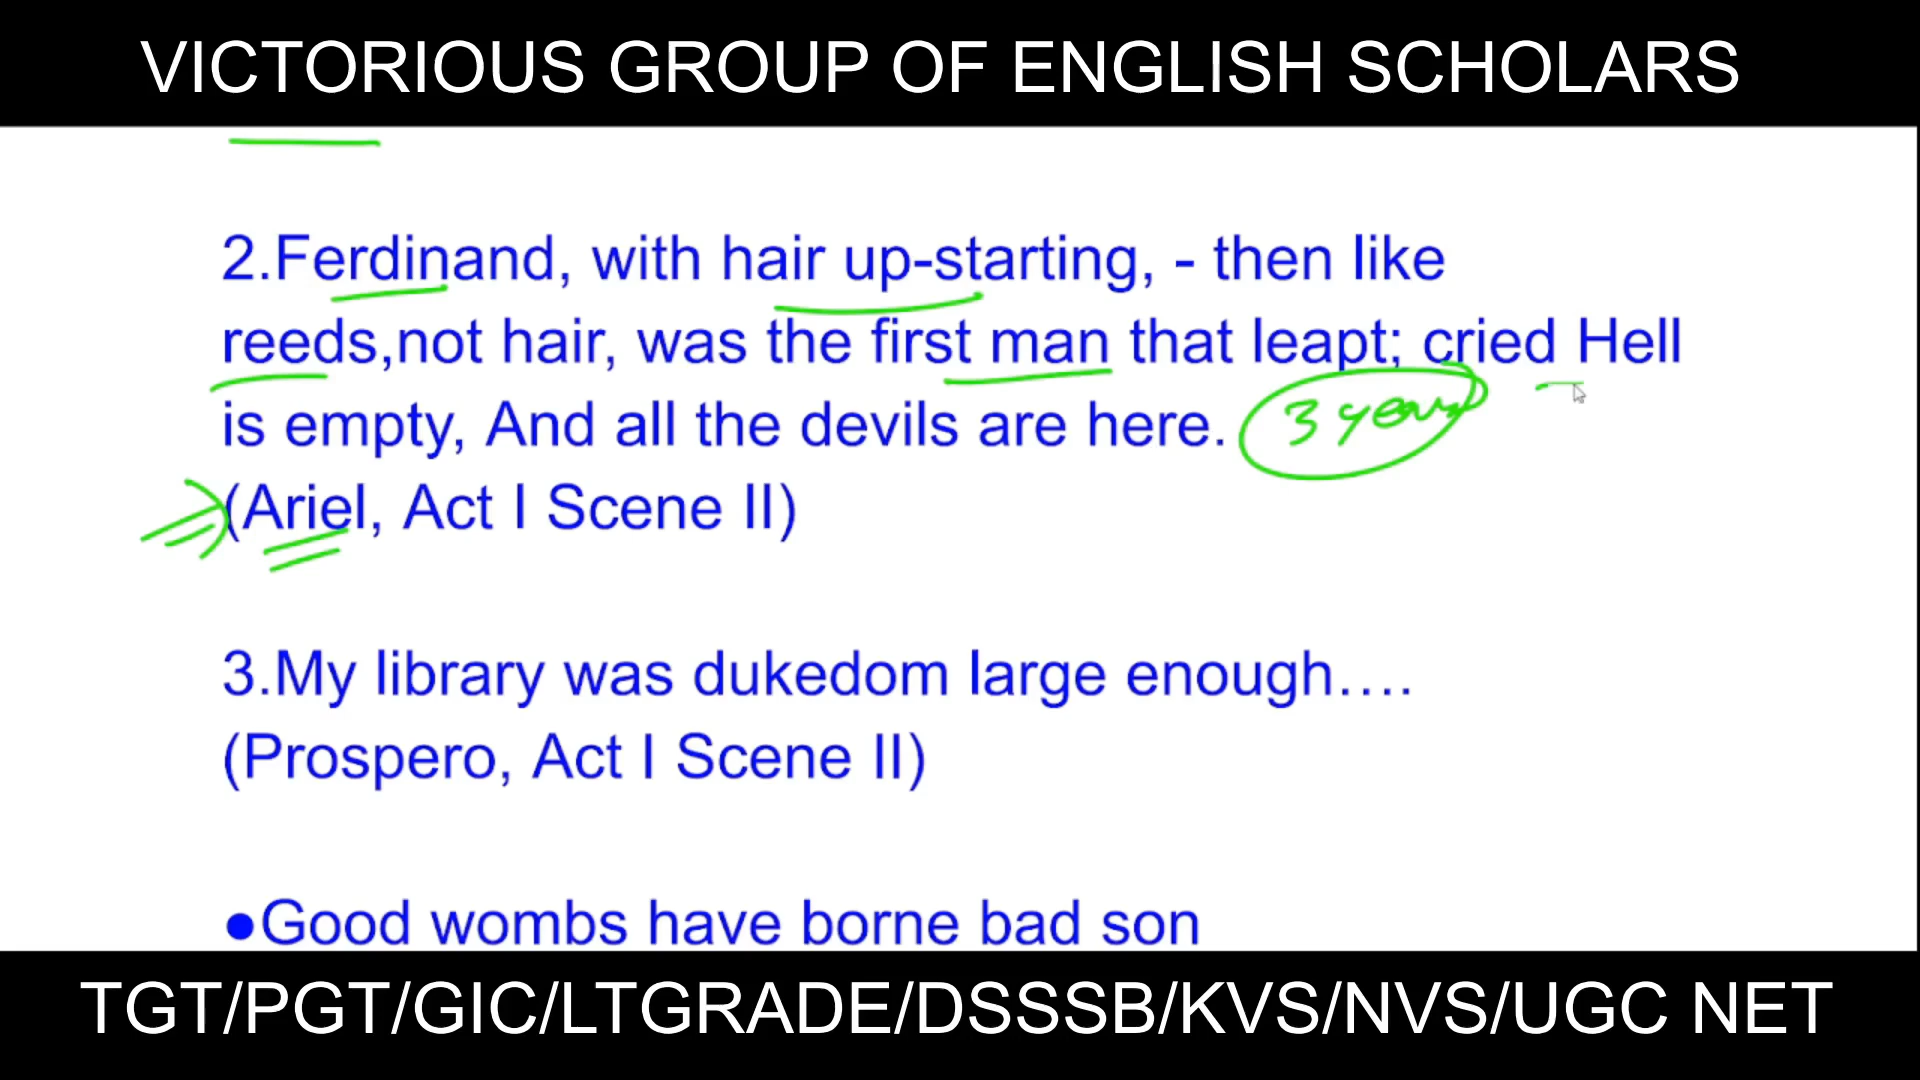 VICTORIOUS GROUP OF ENGLISH SCHOLARS
2.Ferdinand, with hair up-starting, - then like
reeds,not hair, was the first man that leapt; cried Hell
is empty, And all the devils are here. 3 years
(Ariel, Act I Scene II)
3.My library was dukedom large enough….
(Prospero, Act I Scene II)
●Good wombs have borne bad son
TGT/PGT/GIC/LTGRADE/DSSSB/KVS/NVS/UGC NET